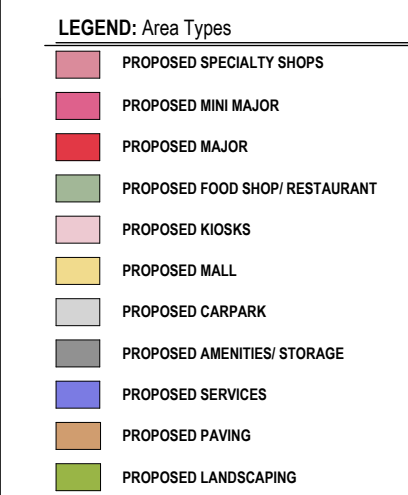 LEGEND: Area Types
PROPOSED SPECIALTY SHOPS
PROPOSED MINI MAJOR
PROPOSED MAJOR
PROPOSED FOOD SHOP/ RESTAURANT
PROPOSED KIOSKS
PROPOSED MALL
PROPOSED CARPARK
PROPOSED AMENITIES/ STORAGE
PROPOSED SERVICES
PROPOSED PAVING
PROPOSED LANDSCAPING